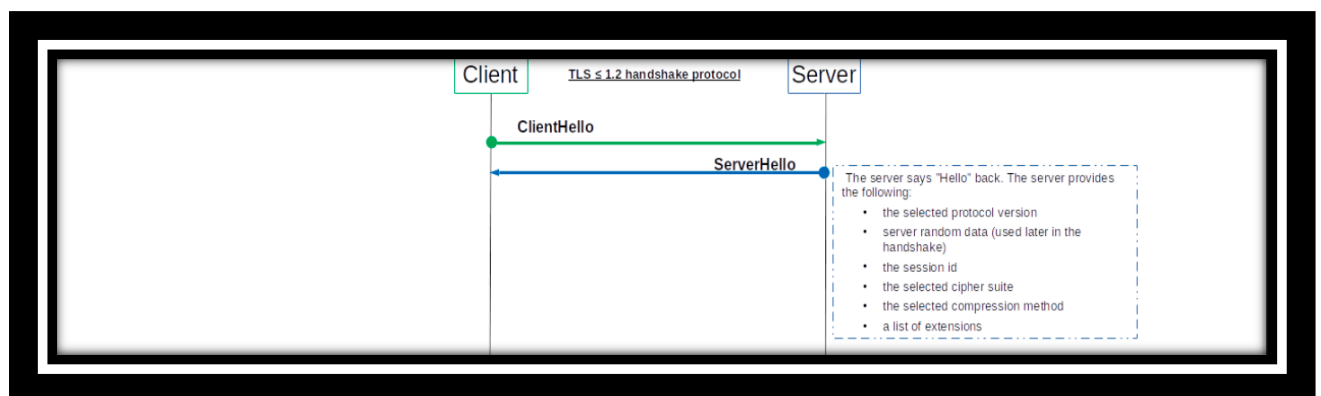 Client
TLS ≤ 1.2 handshake protocol
Server
ClientHello
ServerHello
The server says "Hello" back. The server provides
the following:
• the selected protocol version
• server random data (used later in the
handshake)
• the session id
• the selected cipher suite
• the selected compression method
• a list of extensions